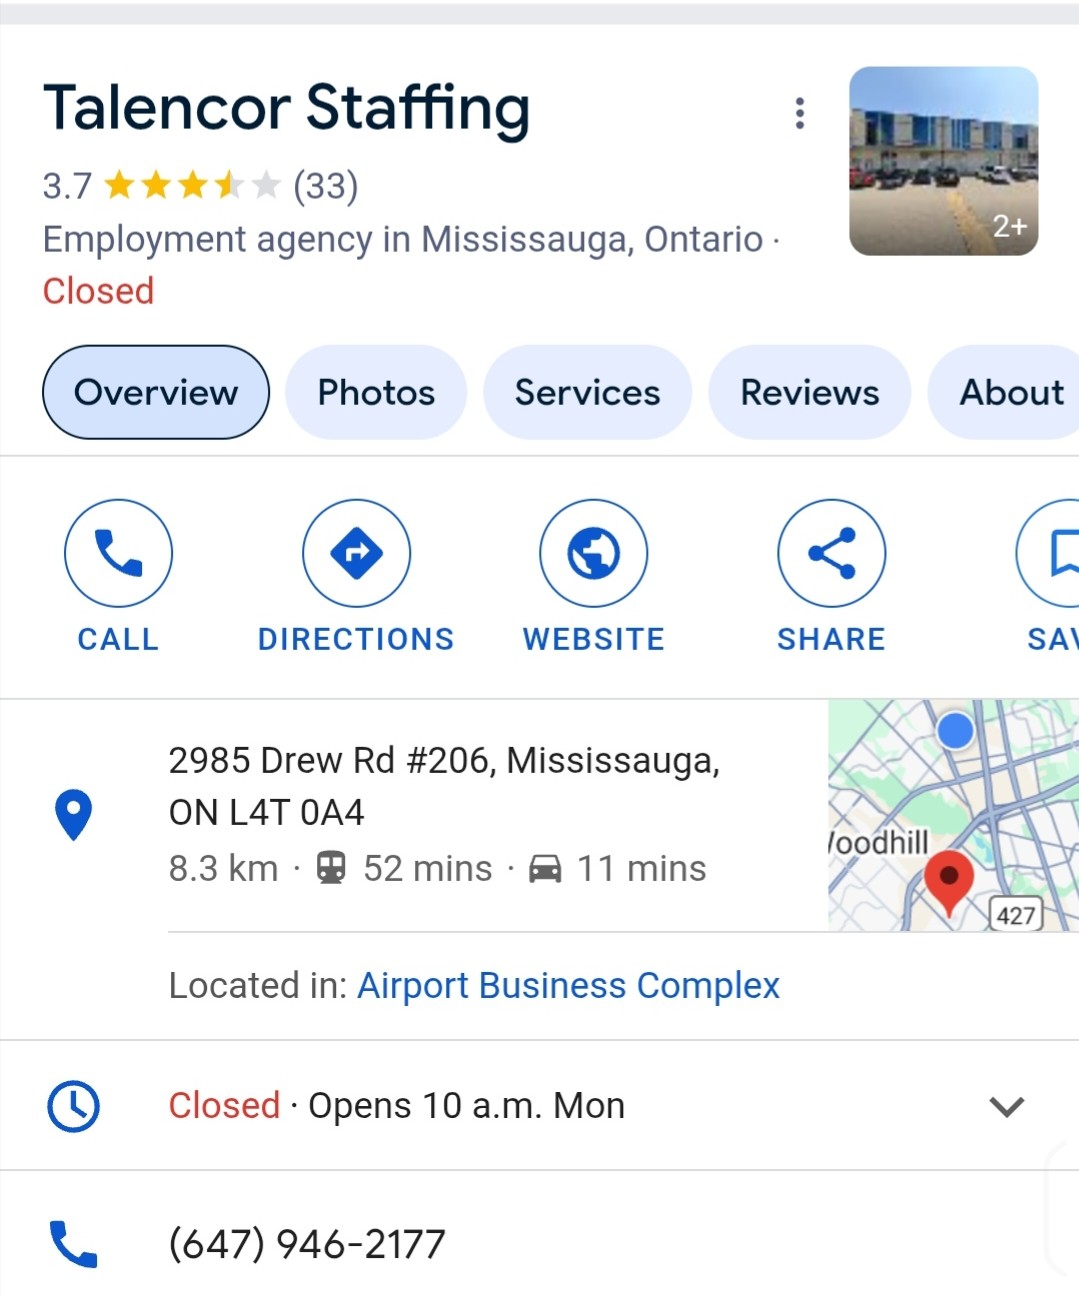 Talencor Staffing
3.7 (33)
Employment agency in Mississauga, Ontario ·
Closed
2+
Overview Photos Services Reviews About
CALL DIRECTIONS WEBSITE SHARE SAV
2985 Drew Rd #206, Mississauga,
ON L4T 0A4
8.3 km · 52 mins · 11 mins
oodhill
427
Located in: Airport Business Complex
Closed · Opens 10 a.m. Mon
(647) 946-2177